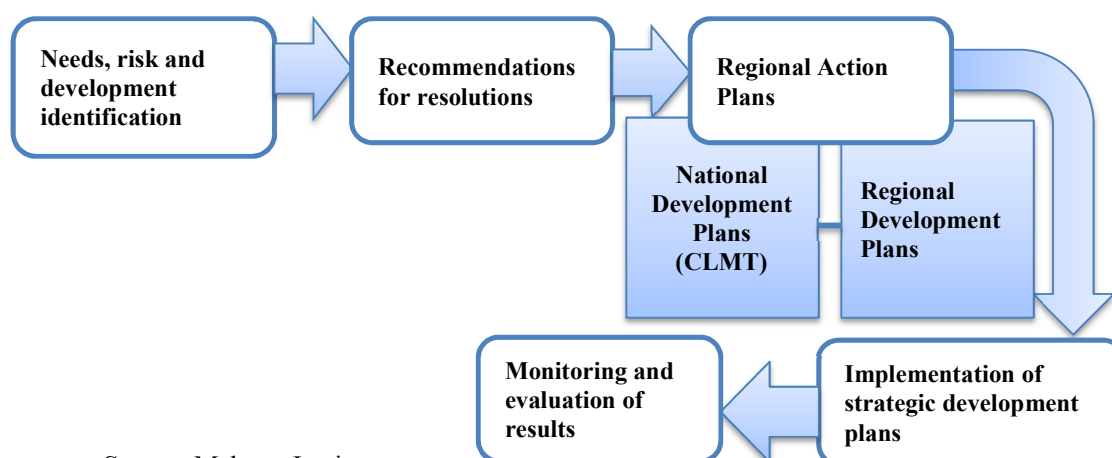 Needs, risk and
development
identification
Recommendations
for resolutions
Regional Action
Plans
National
Development
Plans
(CLMT)
Regional
Development
Plans
Implementation of
strategic development
plans
Monitoring and
evaluation of
results